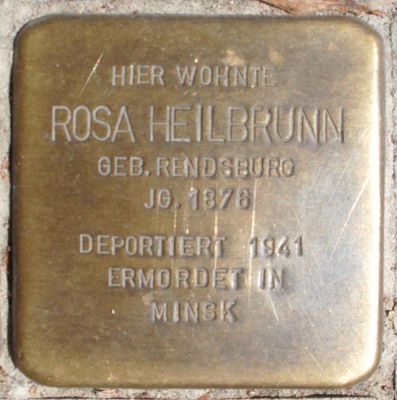 HIER WOHNTE
ROSA HEILBRUNN
GEB. RENDSBURG
JG. 1876
DEPORTIERT 1941
ERMORDET IN
MINSK